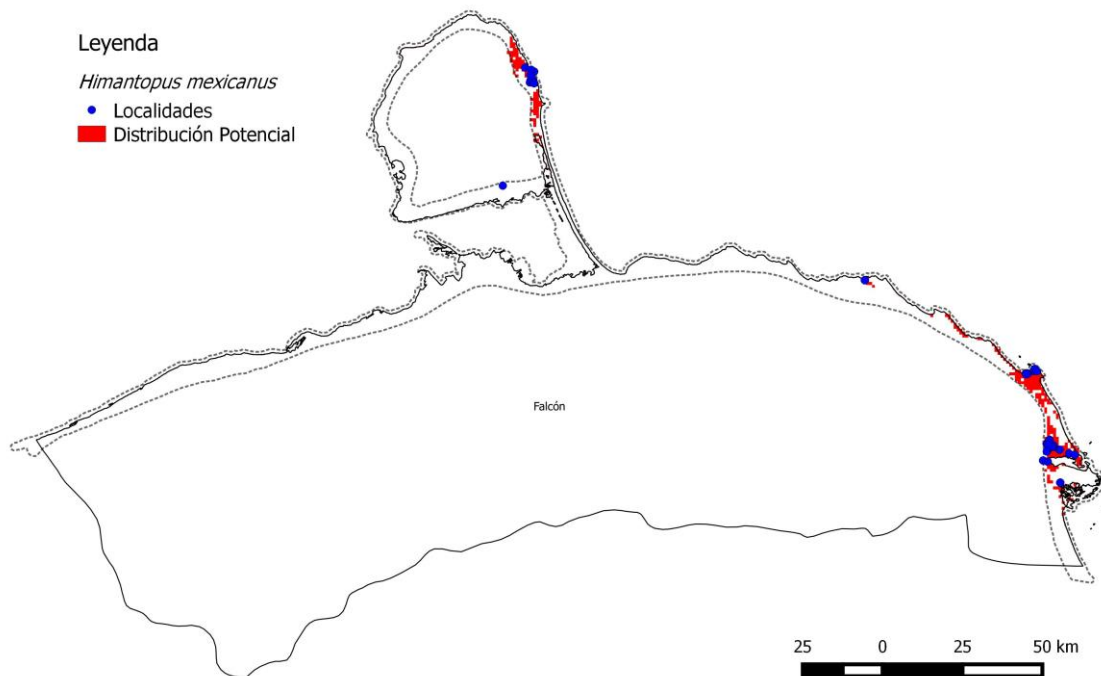 Leyenda
Himantopus mexicanus
Localidades
Distribución Potencial
Falcón
25 0 25 50 km